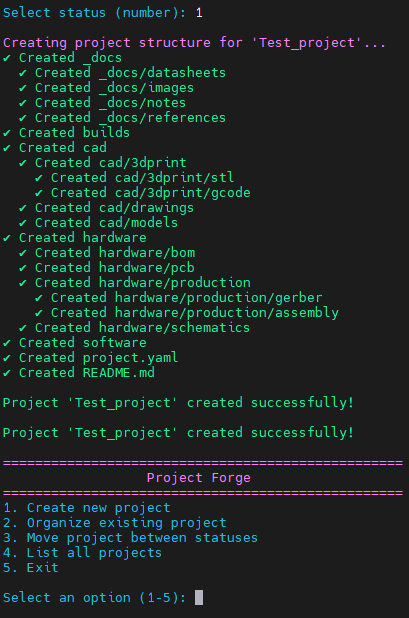 Select status (number): 1
Creating project structure for 'Test_project'...
✔ Created _docs
✔ Created _docs/datasheets
✔ Created _docs/images
✔ Created _docs/notes
✔ Created _docs/references
✔ Created builds
✔ Created cad
✔ Created cad/3dprint
✔ Created cad/3dprint/stl
✔ Created cad/3dprint/gcode
✔ Created cad/drawings
✔ Created cad/models
✔ Created hardware
✔ Created hardware/bom
✔ Created hardware/pcb
✔ Created hardware/production
✔ Created hardware/production/gerber
✔ Created hardware/production/assembly
✔ Created hardware/schematics
✔ Created software
✔ Created project.yaml
✔ Created README.md
Project 'Test_project' created successfully!
Project 'Test_project' created successfully!
==================================================
Project Forge
==================================================
1. Create new project
2. Organize existing project
3. Move project between statuses
4. List all projects
5. Exit
Select an option (1-5):